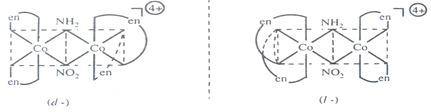 en NH₂ en 4+
Co Co
en NO₂ en
(d -)
en NH₂ en 4+
Co Co
en NO₂ en
(l -)